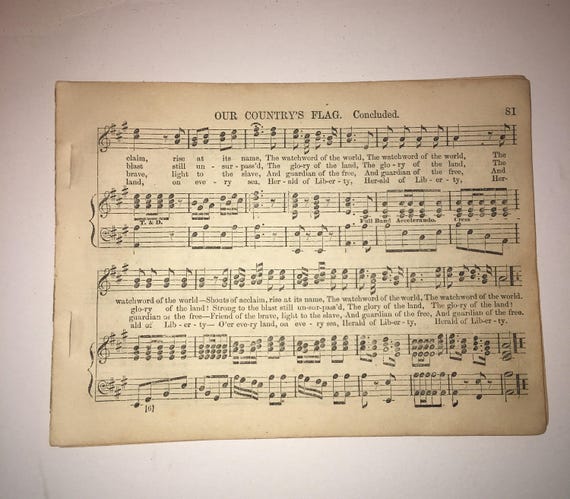 OUR COUNTRY'S FLAG. Concluded. 81
claim, rise at its name, The watchword of the world, The watchword of the world, The
blast still un - sur - pass'd, The glo-ry of the land, The glo - ry of the land, The
brave, light to the slave, And guardian of the free, And guardian of the free, And
land, on eve - ry sea, Her - ald of Lib-er - ty, Her-ald of Lib - er - ty, Her-
T. & D. Full Band Accelerando. Cres
watchword of the world—Shouts of acclaim, rise at its name, The watchword of the world, The watchword of the world.
glo-ry of the land! Strong to the blast still un-sur-pass'd, The glory of the land, The glo-ry of the land!
guardian of the free—Friend of the brave, light to the slave, And guardian of the free, And guardian of the free.
ald of Lib - er - ty— O'er eve-ry land, on eve - ry sea, Herald of Lib-er-ty, Herald of Lib-er-ty.
[6]